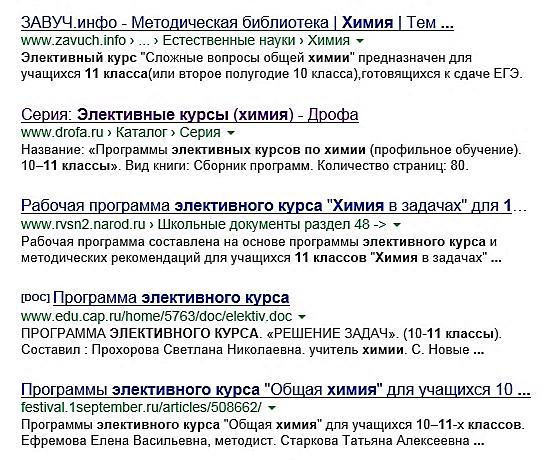 ЗАВУЧ.инфо - Методическая библиотека | Химия | Тем ...
www.zavuch.info › ... › Естественные науки › Химия
Элективный курс "Сложные вопросы общей химии" предназначен для
учащихся 11 класса(или второе полугодие 10 класса),готовящихся к сдаче ЕГЭ.
Серия: Элективные курсы (химия) - Дрофа
www.drofa.ru › Каталог › Серия
Название: «Программы элективных курсов по химии (профильное обучение).
10–11 классы». Вид книги: Сборник программ. Количество страниц: 80.
Рабочая программа элективного курса "Химия в задачах" для 1...
www.rvsn2.narod.ru › Школьные документы раздел 48 ->
Рабочая программа составлена на основе программы элективного курса и
методических рекомендаций для учащихся 11 классов "Химия в задачах" ...
[DOC] Программа элективного курса
www.edu.cap.ru/home/5763/doc/elektiv.doc
ПРОГРАММА ЭЛЕКТИВНОГО КУРСА. «РЕШЕНИЕ ЗАДАЧ». (10-11 классы).
Составил : Прохорова Светлана Николаевна. учитель химии. С. Новые ...
Программы элективного курса "Общая химия" для учащихся 10 ...
festival.1september.ru/articles/508662/
Программы элективного курса "Общая химия" для учащихся 10–11-х классов.
Ефремова Елена Васильевна, методист. Старкова Татьяна Алексеевна ...